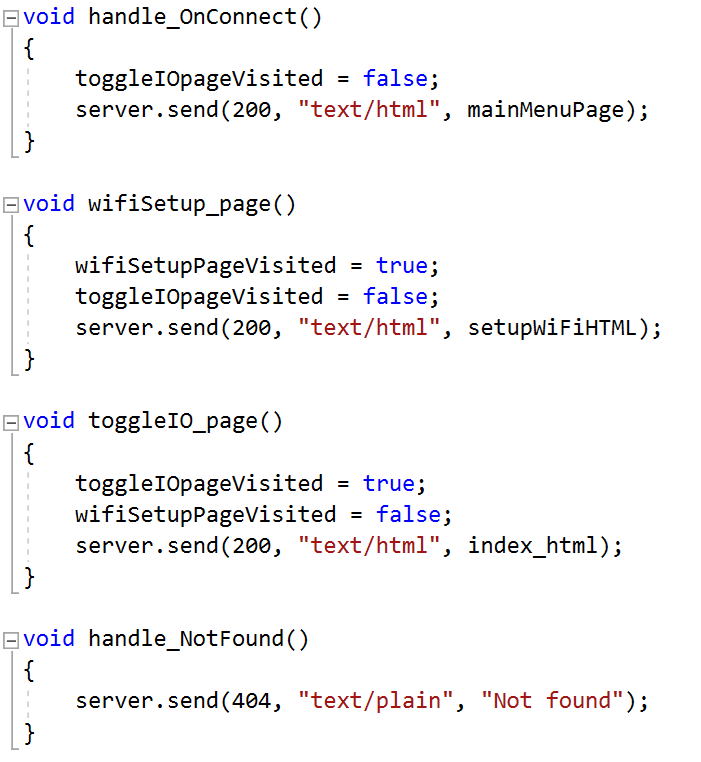 void handle_OnConnect()
{
    toggleIOpageVisited = false;
    server.send(200, "text/html", mainMenuPage);
}

void wifiSetup_page()
{
    wifiSetupPageVisited = true;
    toggleIOpageVisited = false;
    server.send(200, "text/html", setupWiFiHTML);
}

void toggleIO_page()
{
    toggleIOpageVisited = true;
    wifiSetupPageVisited = false;
    server.send(200, "text/html", index_html);
}

void handle_NotFound()
{
    server.send(404, "text/plain", "Not found");
}